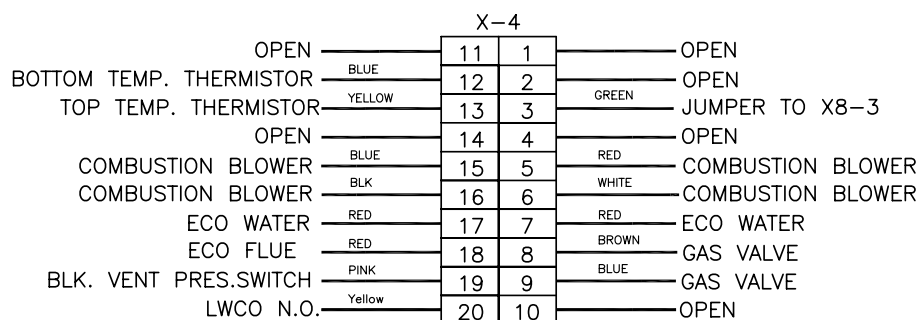 X-4
OPEN 11 1 OPEN
BOTTOM TEMP. THERMISTOR BLUE 12 2 OPEN
TOP TEMP. THERMISTOR YELLOW 13 3 GREEN JUMPER TO X8-3
OPEN 14 4 OPEN
COMBUSTION BLOWER BLUE 15 5 RED COMBUSTION BLOWER
COMBUSTION BLOWER BLK 16 6 WHITE COMBUSTION BLOWER
ECO WATER RED 17 7 RED ECO WATER
ECO FLUE RED 18 8 BROWN GAS VALVE
BLK. VENT PRES.SWITCH PINK 19 9 BLUE GAS VALVE
LWCO N.O. Yellow 20 10 OPEN